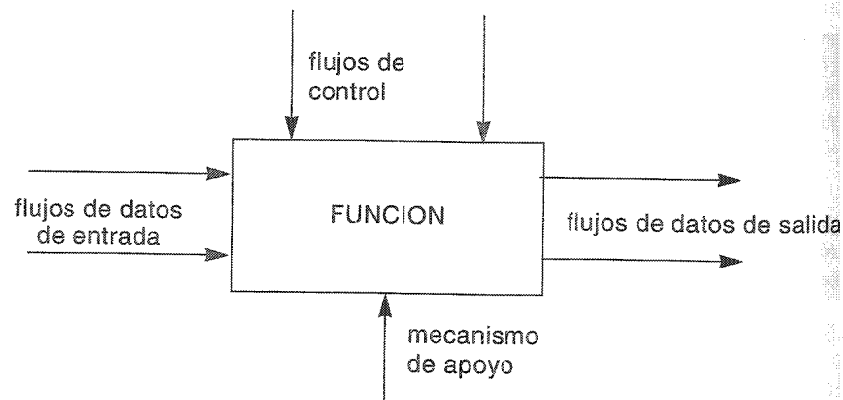 flujos de
control
flujos de datos
de entrada
FUNCION
flujos de datos de salida
mecanismo
de apoyo